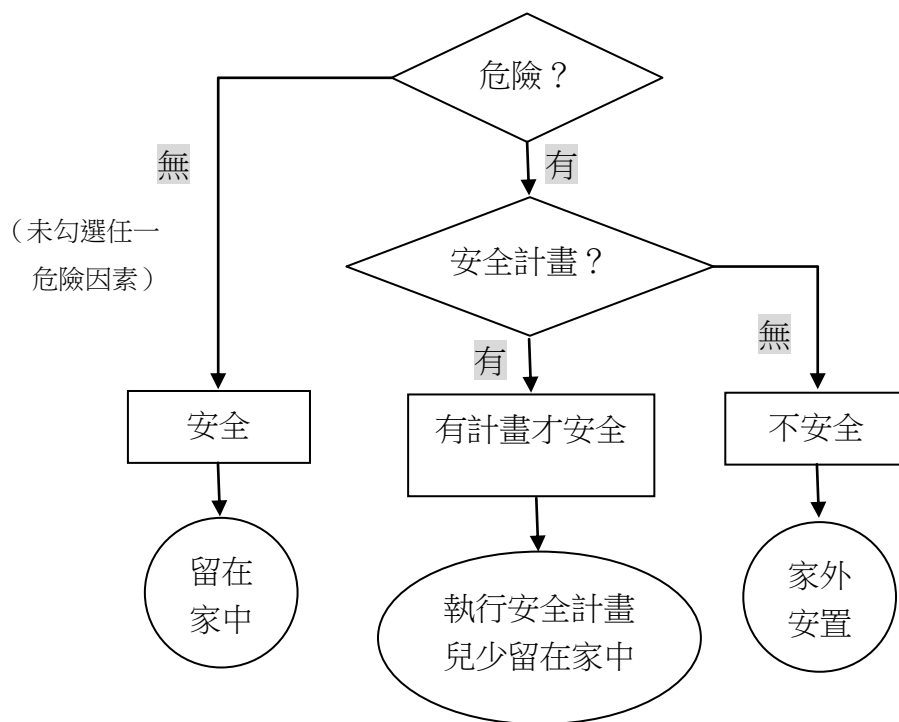 危險？
無
有
（未勾選任一
危險因素）
安全計畫？
有
無
安全
有計畫才安全
不安全
留在
家中
執行安全計畫
兒少留在家中
家外
安置